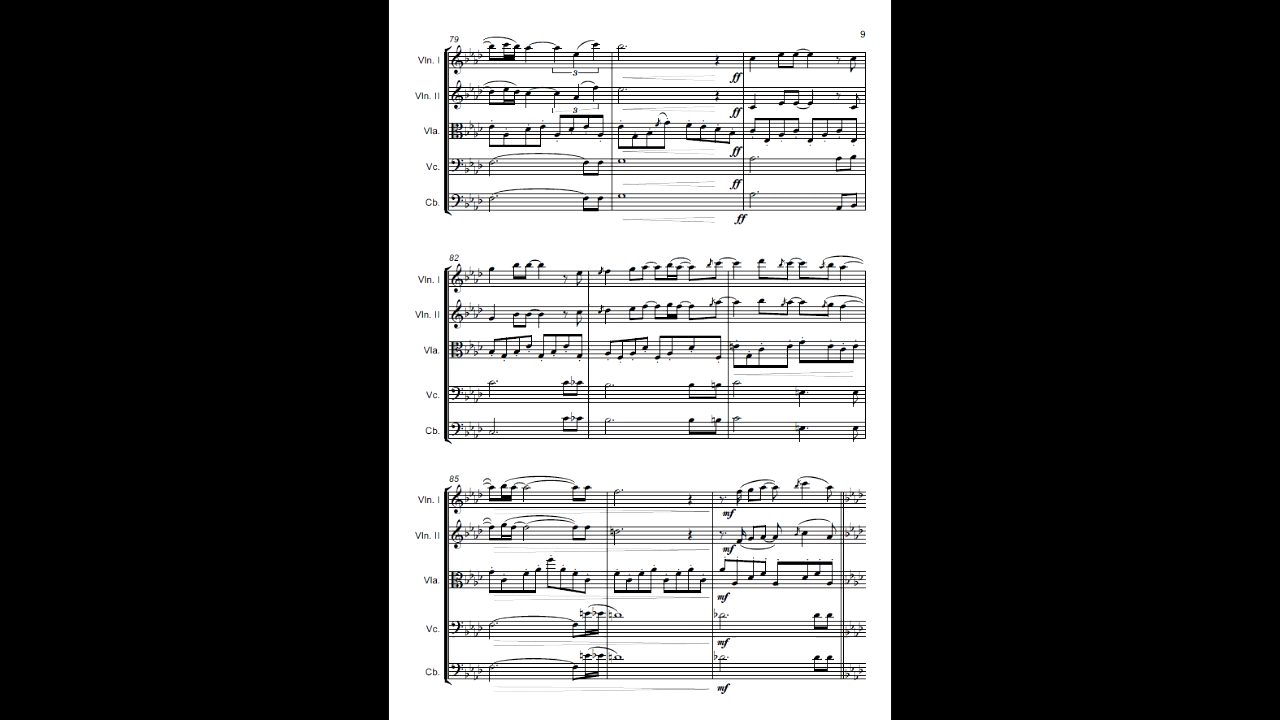 9
79
Vln. I
3
ff
Vln. II
3
ff
Vla.
ff
Vc.
ff
Cb.
ff
82
Vln. I
Vln. II
Vla.
Vc.
Cb.
85
Vln. I
mf
Vln. II
mf
Vla.
mf
Vc.
mf
Cb.
mf